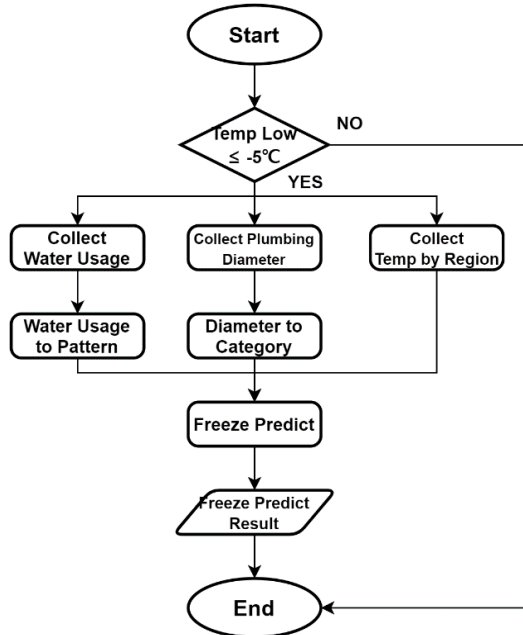 Start
Temp Low
≤ -5℃
NO
YES
Collect
Water Usage
Collect Plumbing
Diameter
Collect
Temp by Region
Water Usage
to Pattern
Diameter to
Category
Freeze Predict
Freeze Predict
Result
End